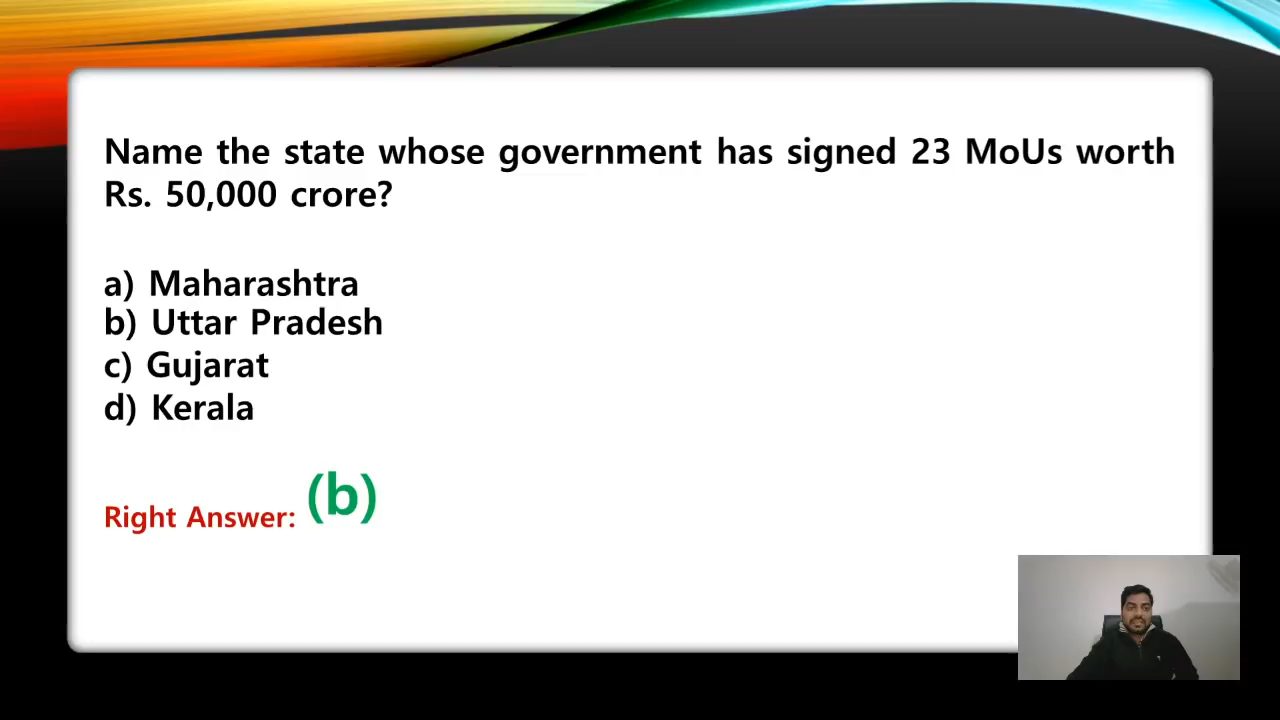 Name the state whose government has signed 23 MoUs worth
Rs. 50,000 crore?
a) Maharashtra
b) Uttar Pradesh
c) Gujarat
d) Kerala
Right Answer: (b)